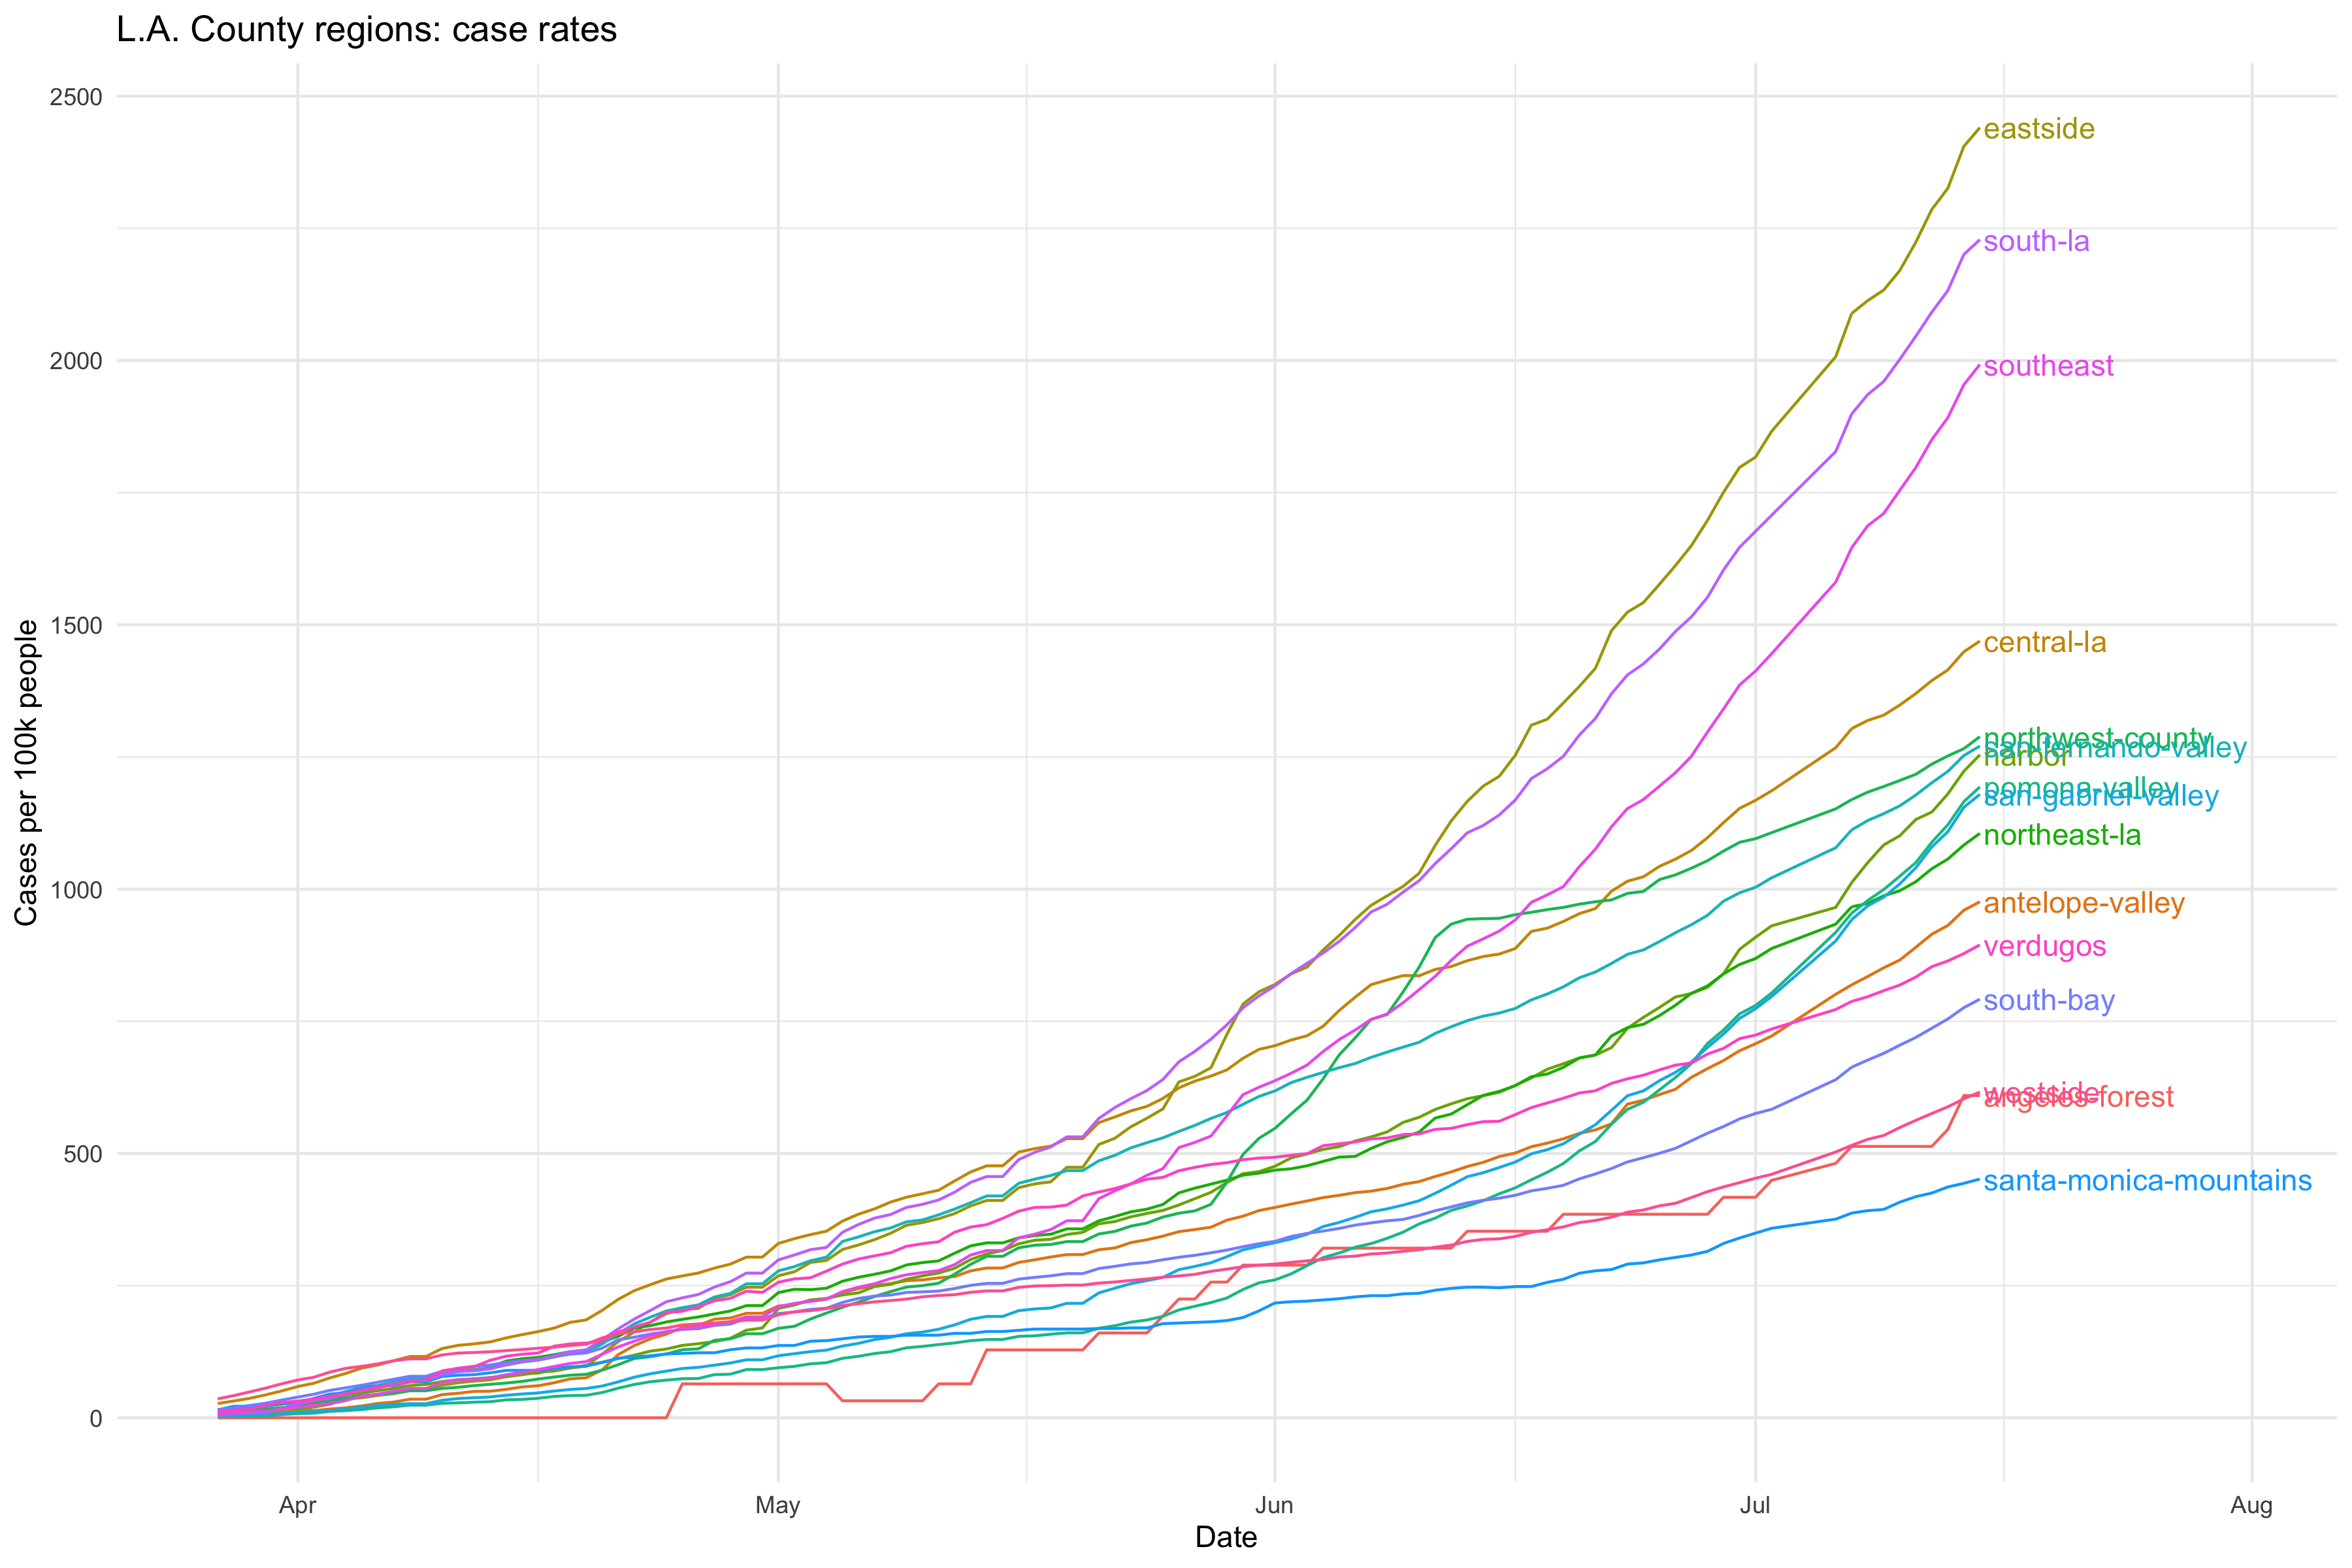 L.A. County regions: case rates
2500
2000
1500
1000
500
0
Cases per 100k people
eastside
south-la
southeast
central-la
northwest-county
san-fernando-valley
harbor
pomona-valley
san-gabriel-valley
northeast-la
antelope-valley
verdugos
south-bay
westside
angeles-forest
santa-monica-mountains
Apr
May
Jun
Jul
Aug
Date